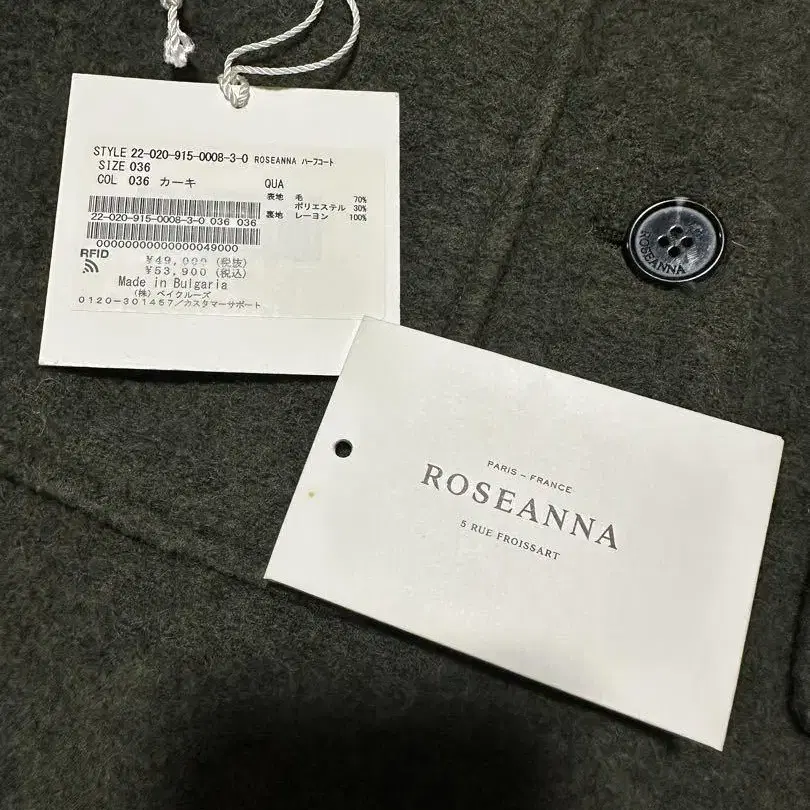 STYLE 22-020-915-0008-3-0 ROSEANNA ハーフコート
SIZE 036
COL 036 カーキ QUA
表地 毛 70%
ポリエステル 30%
裏地 レーヨン 100%
22-020-915-0008-3-0 036 036
00000000000000049000
RFID
¥49,000 (税抜)
¥53,900 (税込)
Made in Bulgaria
(株) ベイクルーズ
0120-301457/カスタマーサポート
ROSEANNA
PARIS - FRANCE
ROSEANNA
5 RUE FROISSART